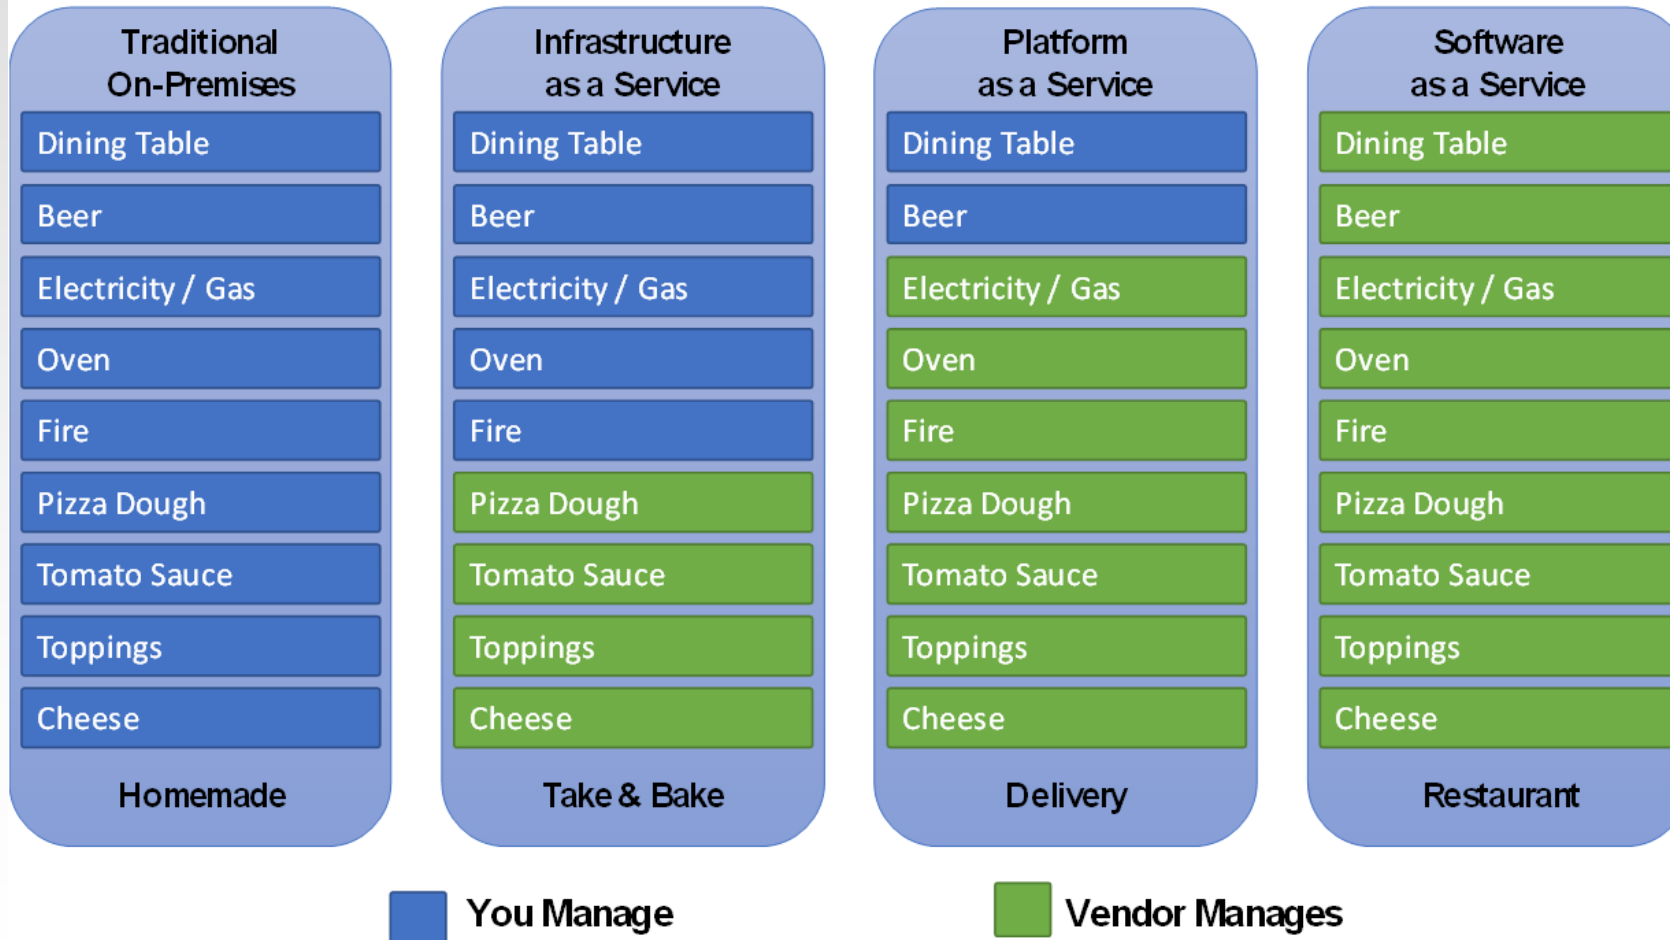 Traditional
On-Premises
Dining Table
Beer
Electricity / Gas
Oven
Fire
Pizza Dough
Tomato Sauce
Toppings
Cheese
Homemade
Infrastructure
as a Service
Dining Table
Beer
Electricity / Gas
Oven
Fire
Pizza Dough
Tomato Sauce
Toppings
Cheese
Take & Bake
Platform
as a Service
Dining Table
Beer
Electricity / Gas
Oven
Fire
Pizza Dough
Tomato Sauce
Toppings
Cheese
Delivery
Software
as a Service
Dining Table
Beer
Electricity / Gas
Oven
Fire
Pizza Dough
Tomato Sauce
Toppings
Cheese
Restaurant
You Manage
Vendor Manages